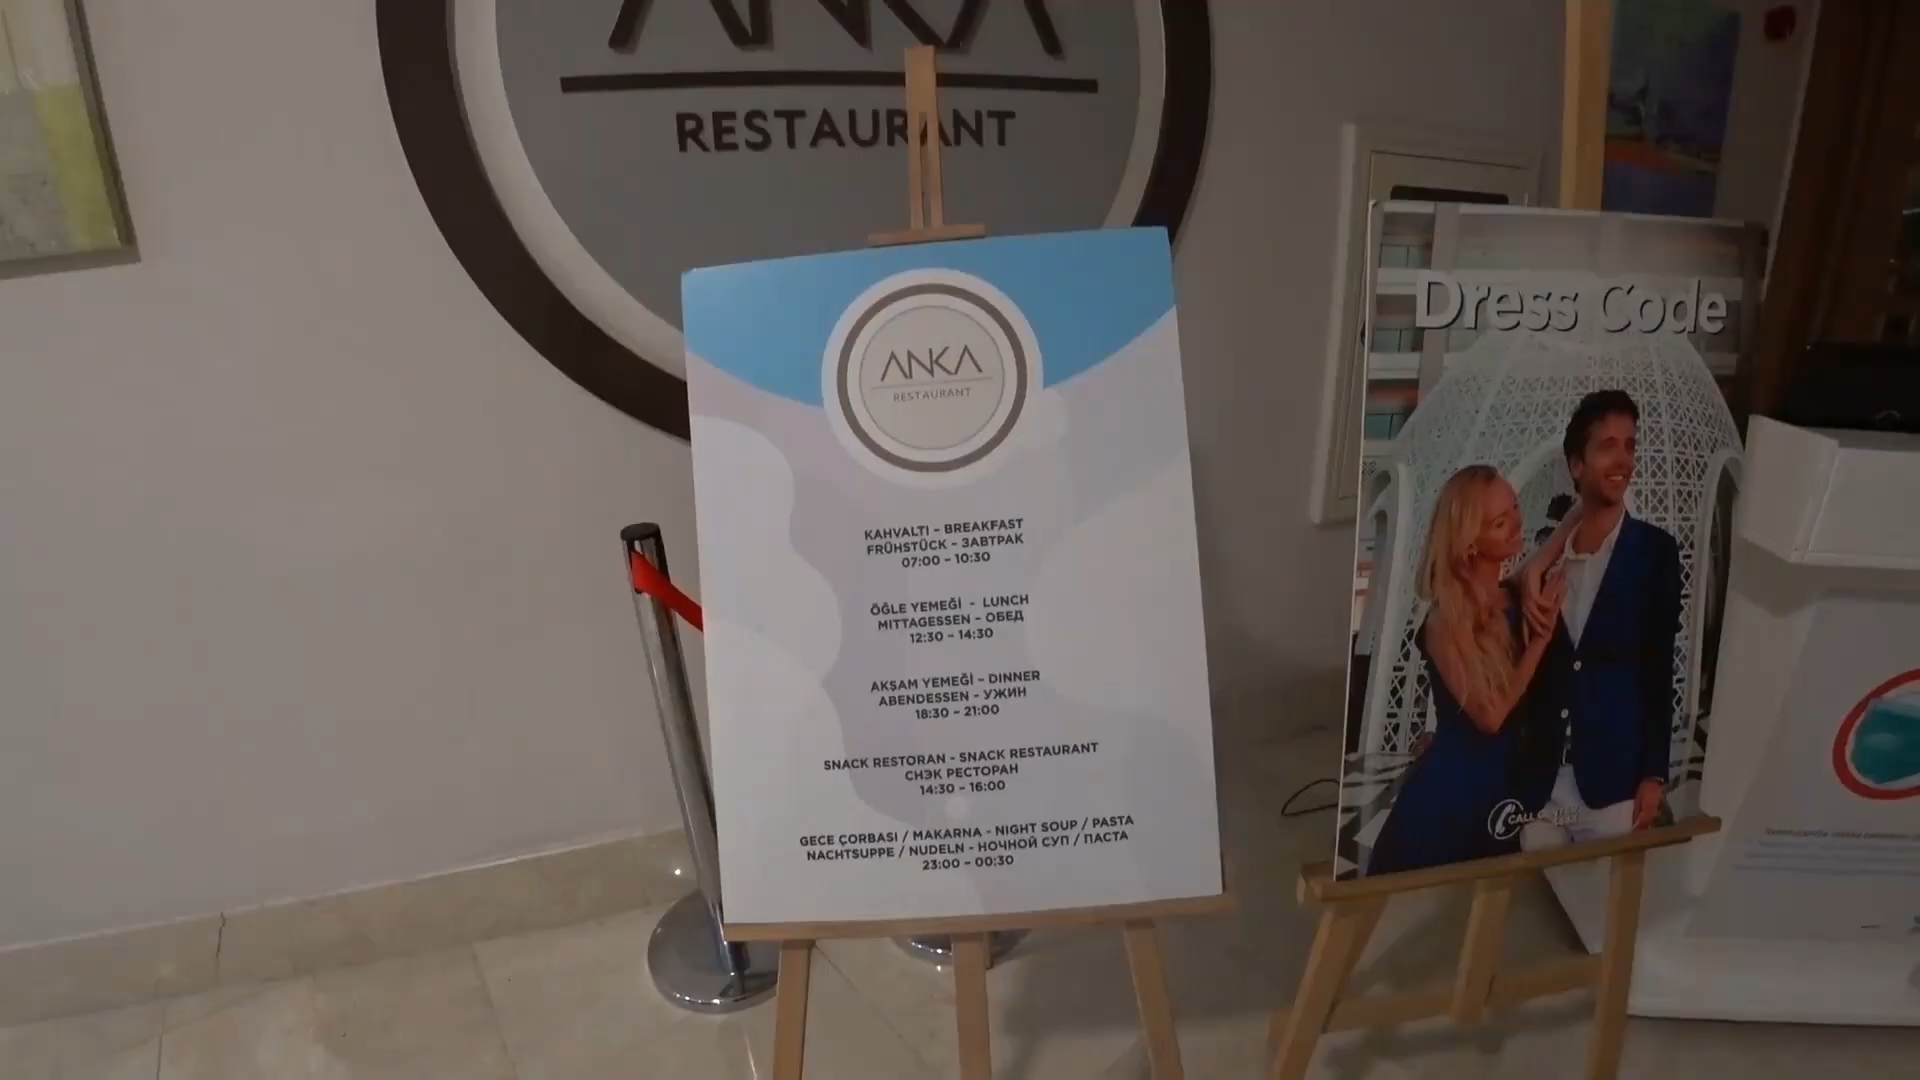 ANKA
RESTAURANT
ANKA
RESTAURANT
KAHVALTI – BREAKFAST
FRÜHSTÜCK – ЗАВТРАК
07:00 – 10:30
ÖĞLE YEMEĞİ - LUNCH
MITTAGESSEN – ОБЕД
12:30 – 14:30
AKŞAM YEMEĞİ – DINNER
ABENDESSEN - УЖИН
18:30 – 21:00
SNACK RESTORAN - SNACK RESTAURANT
СНЭК РЕСТОРАН
14:30 – 16:00
GECE ÇORBASI / MAKARNA - NIGHT SOUP / PASTA
NACHTSUPPE / NUDELN - НОЧНОЙ СУП / ПАСТА
23:00 – 00:30
Dress Code
CALL